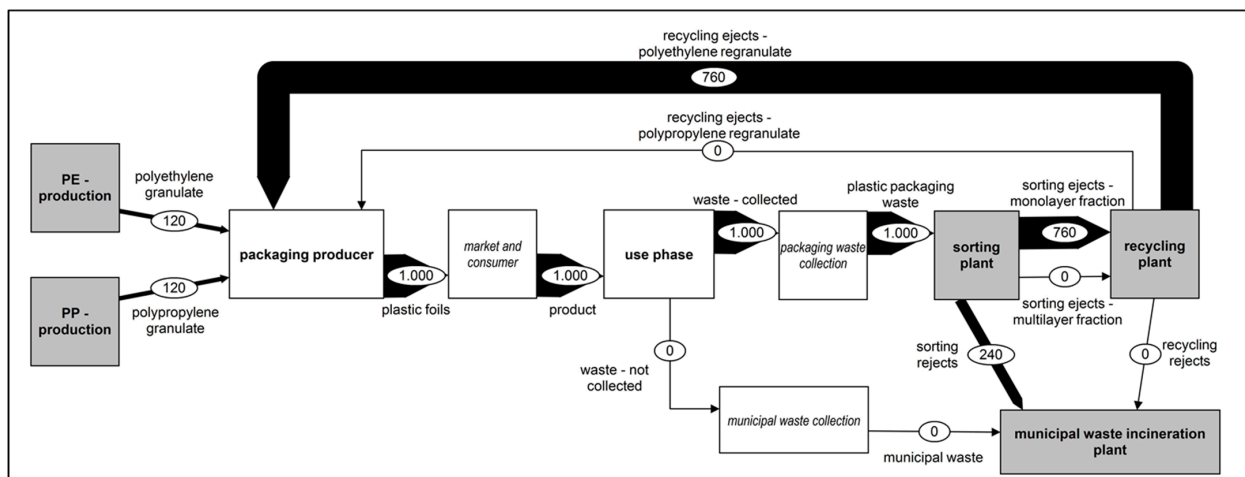 recycling ejects -
polyethylene regranulate
760
recycling ejects -
polypropylene regranulate
0
PE -
production
polyethylene
granulate
120
PP -
production
120
polypropylene
granulate
packaging producer
1.000
plastic foils
market and
consumer
1.000
product
use phase
waste - collected
1.000
packaging waste
collection
plastic packaging
waste
1.000
sorting
plant
sorting ejects -
monolayer fraction
760
0
sorting ejects -
multilayer fraction
recycling
plant
0
waste - not
collected
sorting
rejects
240
0
recycling
rejects
municipal waste collection
0
municipal waste
municipal waste incineration
plant